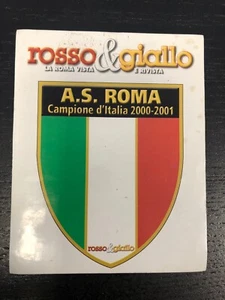 rosso&giallo
LA ROMA VISTA E RIVISTA
A.S. ROMA
Campione d'Italia 2000-2001
rosso&giallo